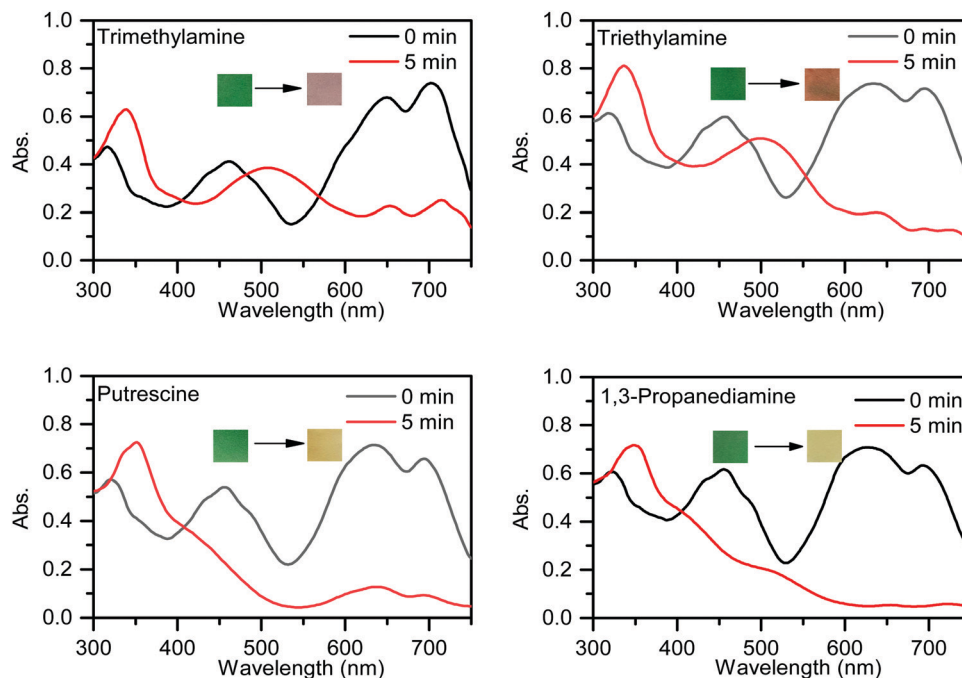 Trimethylamine
0 min
5 min
Abs.
1.0
0.8
0.6
0.4
0.2
0.0
300 400 500 600 700
Wavelength (nm)
Triethylamine
0 min
5 min
Abs.
1.0
0.8
0.6
0.4
0.2
0.0
300 400 500 600 700
Wavelength (nm)
Putrescine
0 min
5 min
Abs.
1.0
0.8
0.6
0.4
0.2
0.0
300 400 500 600 700
Wavelength (nm)
1,3-Propanediamine
0 min
5 min
Abs.
1.0
0.8
0.6
0.4
0.2
0.0
300 400 500 600 700
Wavelength (nm)